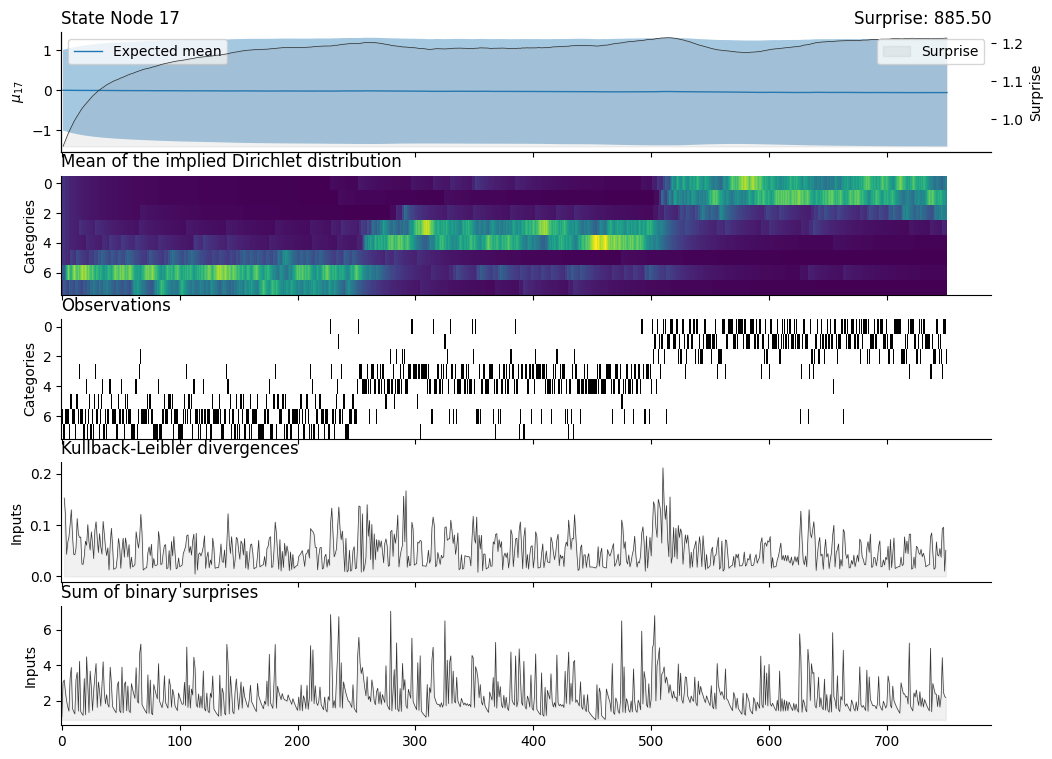 State Node 17 Surprise: 885.50
Expected mean
Surprise
1
0
−1
μ17
1.2
1.1
1.0
Surprise
Mean of the implied Dirichlet distribution
0
2
4
6
Categories
Observations
0
2
4
6
Categories
Kullback-Leibler divergences
0.2
0.1
0.0
Inputs
Sum of binary surprises
6
4
2
Inputs
0 100 200 300 400 500 600 700